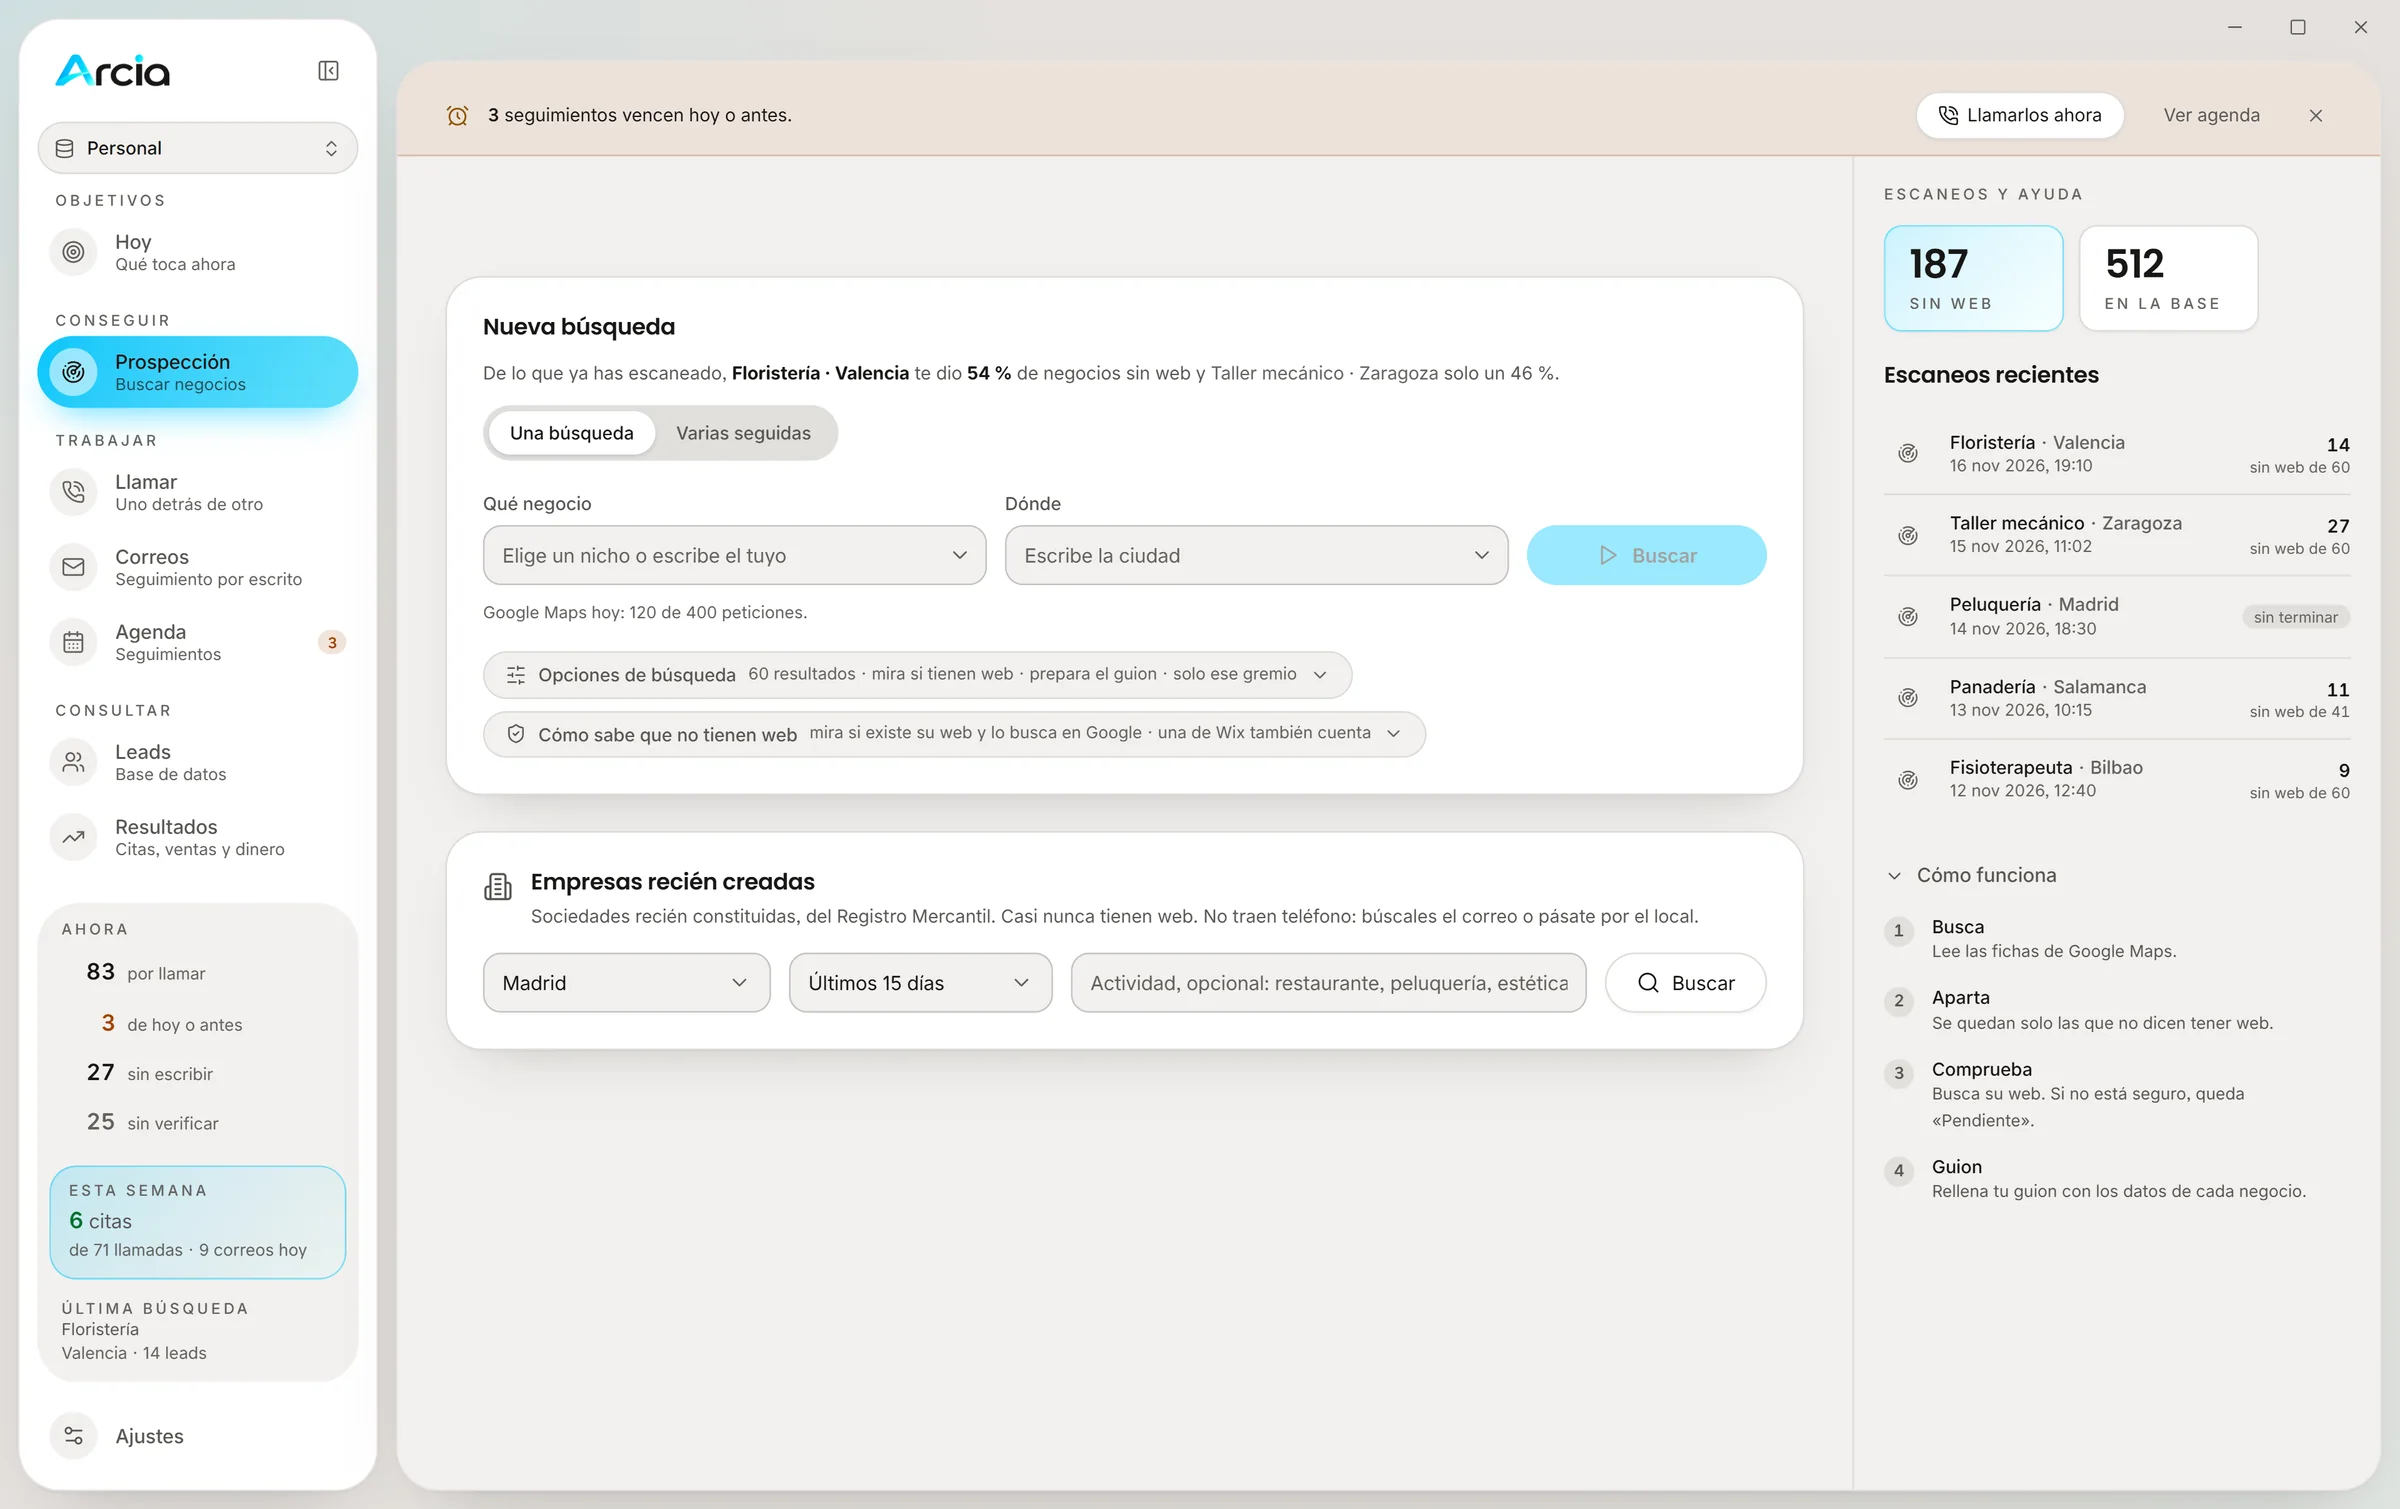 Arcia
Personal
OBJETIVOS
Hoy
Qué toca ahora
CONSEGUIR
Prospección
Buscar negocios
TRABAJAR
Llamar
Uno detrás de otro
Correos
Seguimiento por escrito
Agenda
Seguimientos
3
CONSULTAR
Leads
Base de datos
Resultados
Citas, ventas y dinero
AHORA
83 por llamar
3 de hoy o antes
27 sin escribir
25 sin verificar
ESTA SEMANA
6 citas
de 71 llamadas · 9 correos hoy
ÚLTIMA BÚSQUEDA
Floristería
Valencia · 14 leads
Ajustes
3 seguimientos vencen hoy o antes.
Llamarlos ahora
Ver agenda
Nueva búsqueda
De lo que ya has escaneado, Floristería · Valencia te dio 54 % de negocios sin web y Taller mecánico · Zaragoza solo un 46 %.
Una búsqueda
Varias seguidas
Qué negocio
Dónde
Elige un nicho o escribe el tuyo
Escribe la ciudad
Buscar
Google Maps hoy: 120 de 400 peticiones.
Opciones de búsqueda 60 resultados · mira si tienen web · prepara el guion · solo ese gremio
Cómo sabe que no tienen web mira si existe su web y lo busca en Google · una de Wix también cuenta
Empresas recién creadas
Sociedades recién constituidas, del Registro Mercantil. Casi nunca tienen web. No traen teléfono: búscales el correo o pásate por el local.
Madrid
Últimos 15 días
Actividad, opcional: restaurante, peluquería, estética
Buscar
ESCANEOS Y AYUDA
187
SIN WEB
512
EN LA BASE
Escaneos recientes
Floristería · Valencia
16 nov 2026, 19:10
14
sin web de 60
Taller mecánico · Zaragoza
15 nov 2026, 11:02
27
sin web de 60
Peluquería · Madrid
14 nov 2026, 18:30
sin terminar
Panadería · Salamanca
13 nov 2026, 10:15
11
sin web de 41
Fisioterapeuta · Bilbao
12 nov 2026, 12:40
9
sin web de 60
Cómo funciona
1 Busca
Lee las fichas de Google Maps.
2 Aparta
Se quedan solo las que no dicen tener web.
3 Comprueba
Busca su web. Si no está seguro, queda
«Pendiente».
4 Guion
Rellena tu guion con los datos de cada negocio.